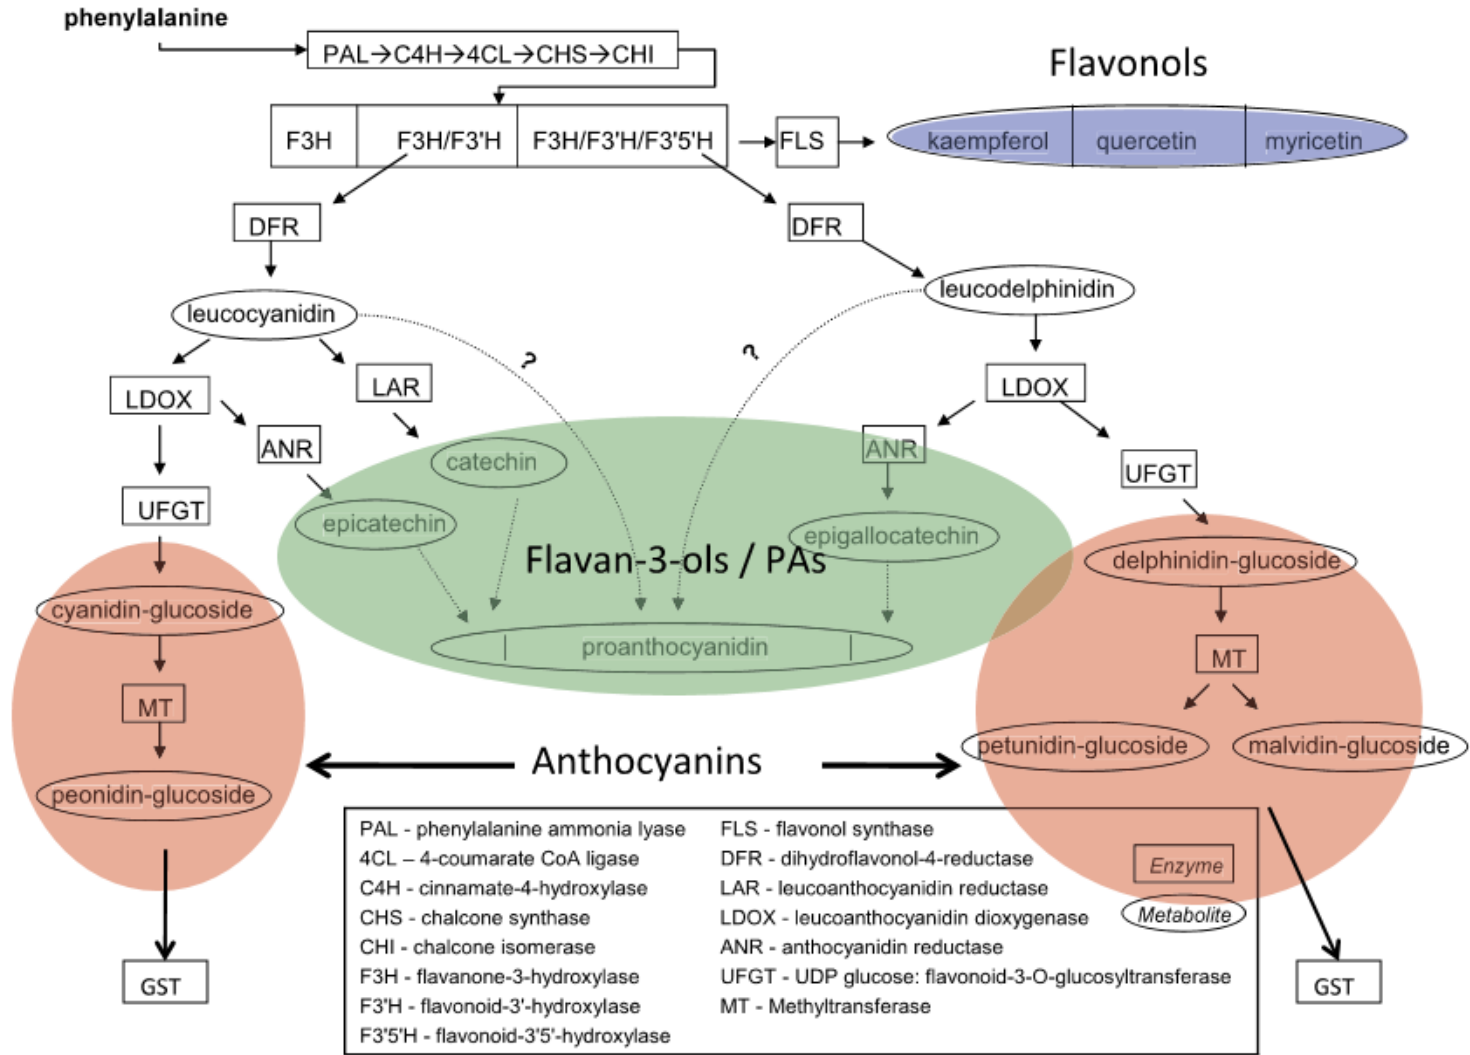 phenylalanine
PAL→C4H→4CL→CHS→CHI
Flavonols
F3H
F3H/F3'H
F3H/F3'H/F3'5'H
FLS
kaempferol
quercetin
myricetin
DFR
DFR
leucocyanidin
leucodelphinidin
?
?
LDOX
LAR
LDOX
ANR
catechin
ANR
UFGT
UFGT
epicatechin
epigallocatechin
Flavan-3-ols / PAs
delphinidin-glucoside
cyanidin-glucoside
proanthocyanidin
MT
MT
petunidin-glucoside
malvidin-glucoside
Anthocyanins
peonidin-glucoside
PAL - phenylalanine ammonia lyase
4CL – 4-coumarate CoA ligase
C4H - cinnamate-4-hydroxylase
CHS - chalcone synthase
CHI - chalcone isomerase
F3H - flavanone-3-hydroxylase
F3'H - flavonoid-3'-hydroxylase
F3'5'H - flavonoid-3'5'-hydroxylase
FLS - flavonol synthase
DFR - dihydroflavonol-4-reductase
LAR - leucoanthocyanidin reductase
LDOX - leucoanthocyanidin dioxygenase
ANR - anthocyanidin reductase
UFGT - UDP glucose: flavonoid-3-O-glucosyltransferase
MT - Methyltransferase
Enzyme
Metabolite
GST
GST